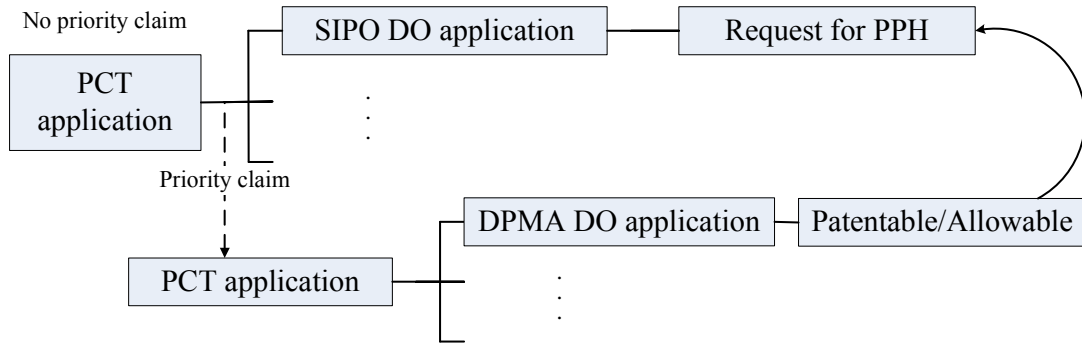 No priority claim
SIPO DO application
Request for PPH
PCT
application
.
.
.
Priority claim
DPMA DO application
Patentable/Allowable
PCT application
.
.
.